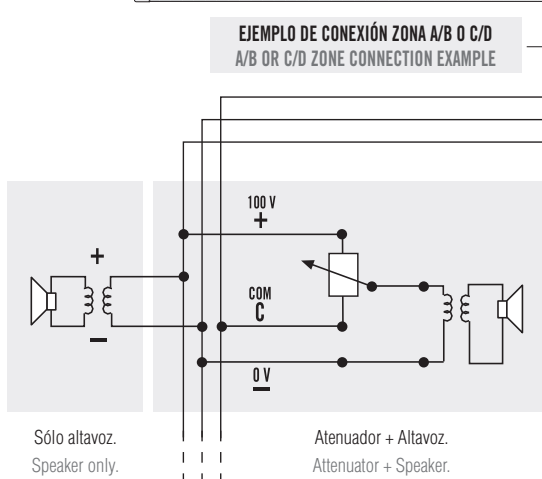 EJEMPLO DE CONEXIÓN ZONA A/B O C/D
A/B OR C/D ZONE CONNECTION EXAMPLE
100 V
+
+
COM
C
—
0 V
—
Sólo altavoz.
Speaker only.
Atenuador + Altavoz.
Attenuator + Speaker.